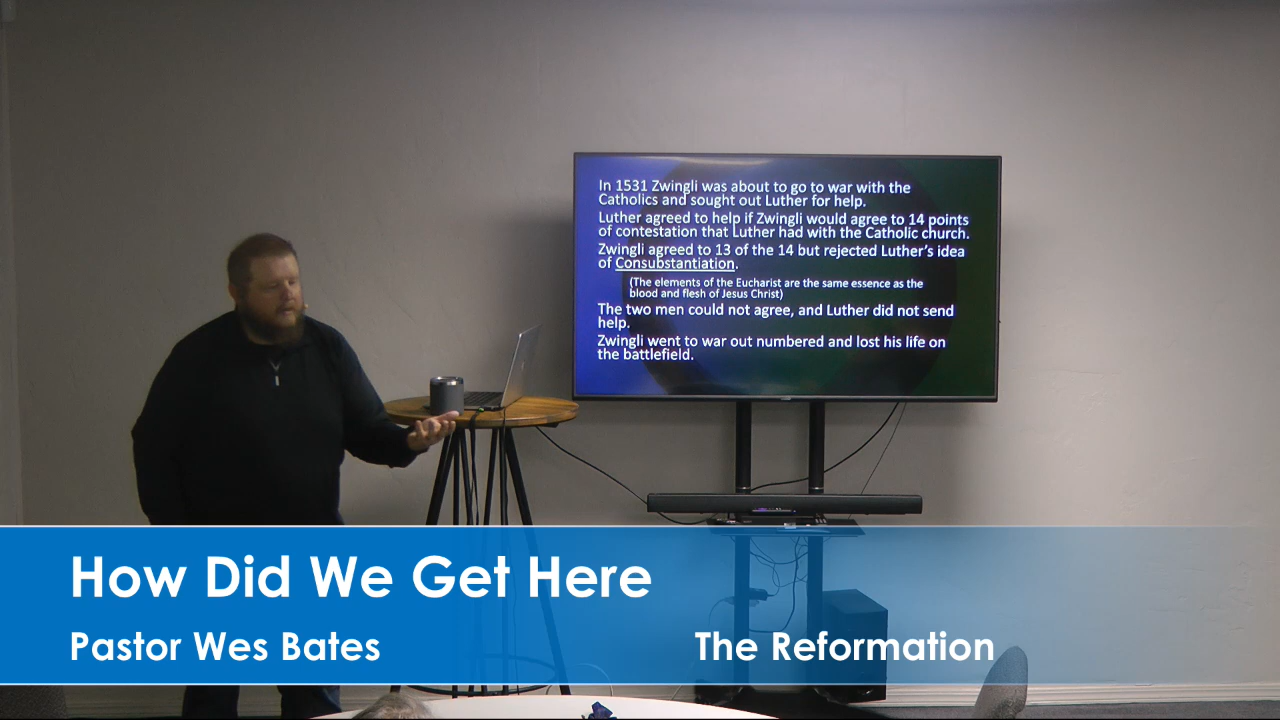 In 1531 Zwingli was about to go to war with the
Catholics and sought out Luther for help.
Luther agreed to help if Zwingli would agree to 14 points
of contestation that Luther had with the Catholic church.
Zwingli agreed to 13 of the 14 but rejected Luther's idea
of Consubstantiation.
(The elements of the Eucharist are the same essence as the
blood and flesh of Jesus Christ)
The two men could not agree, and Luther did not send
help.
Zwingli went to war out numbered and lost his life on
the battlefield.
How Did We Get Here
Pastor Wes Bates
The Reformation